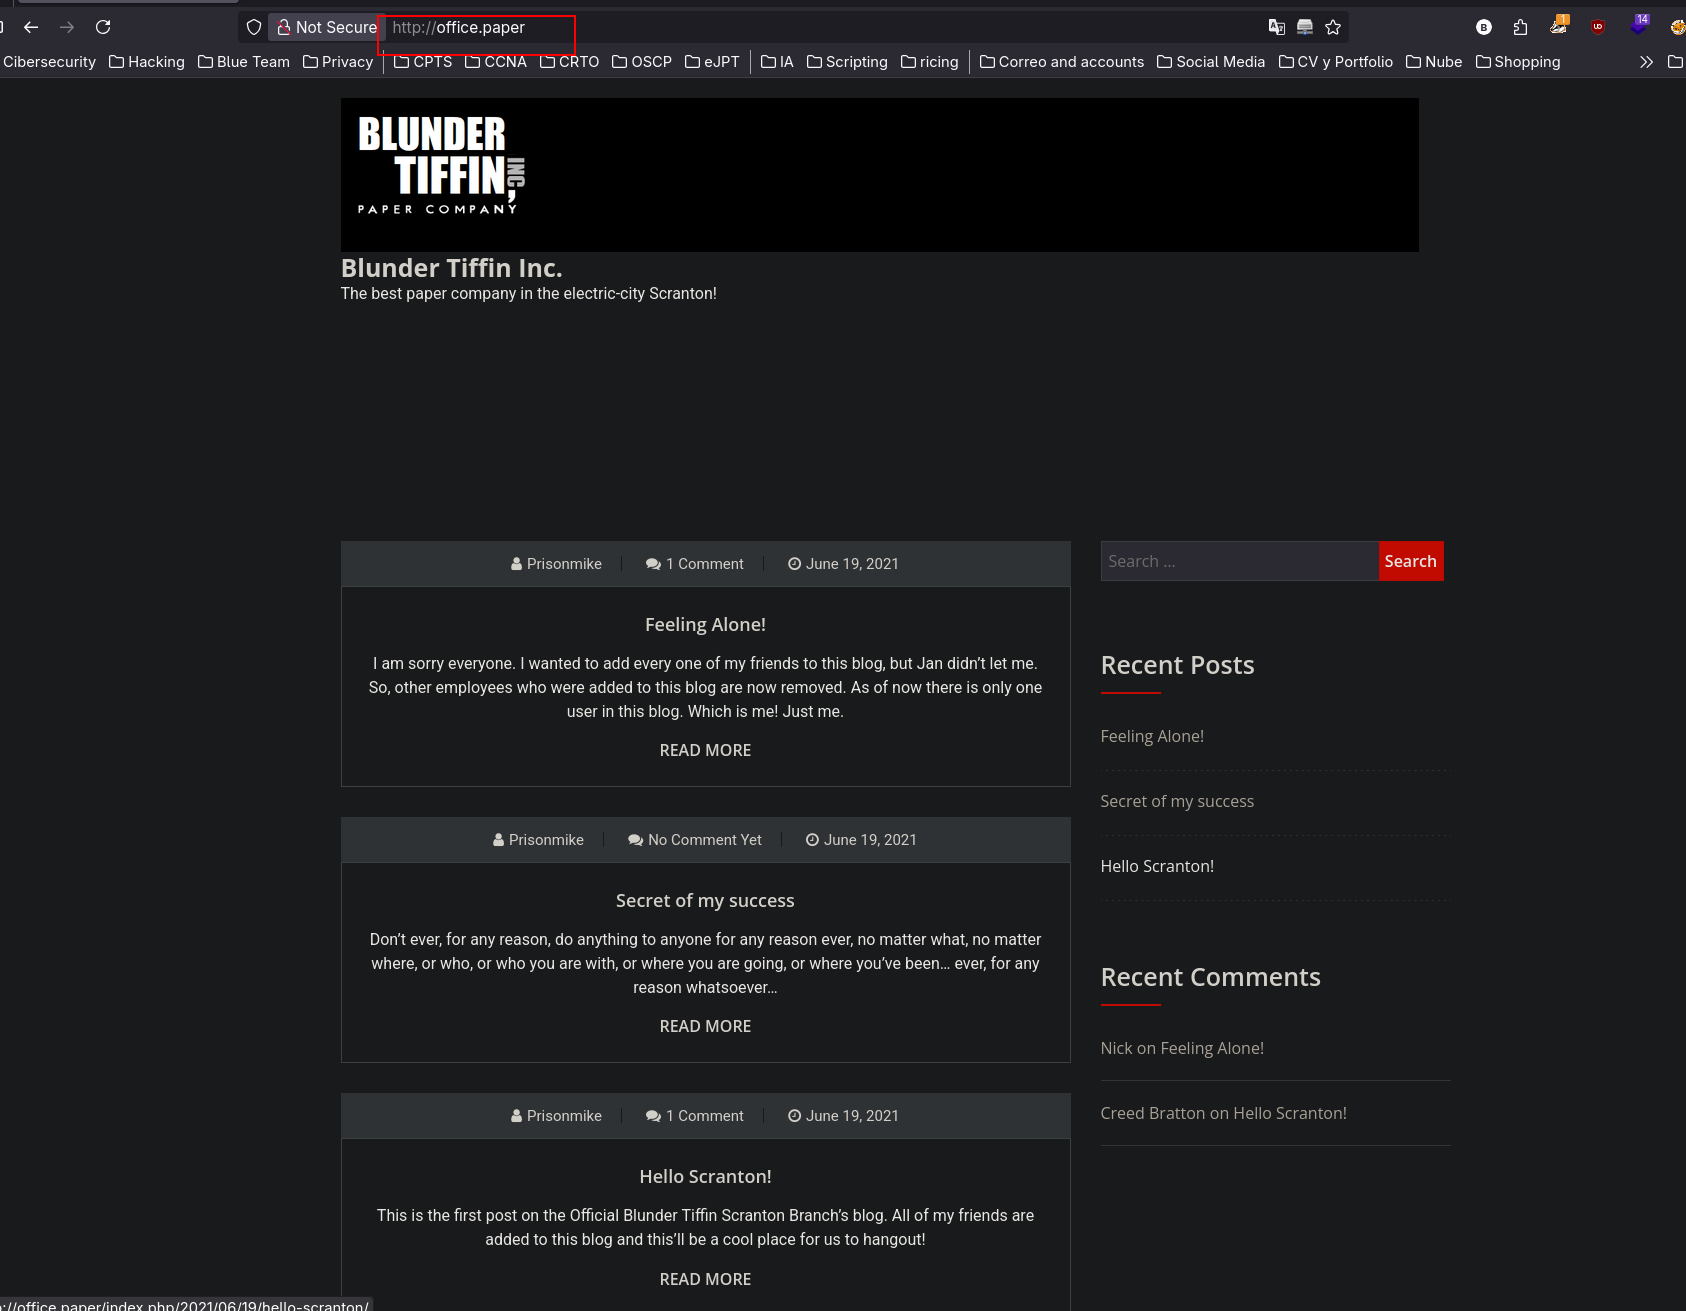 Not Secure http://office.paper 1 UD 14
Cibersecurity Hacking Blue Team Privacy CPTS CCNA CRTO OSCP eJPT IA Scripting ricing Correo and accounts Social Media CV y Portfolio Nube Shopping
BLUNDER
TIFFIN, INC
PAPER COMPANY
Blunder Tiffin Inc.
The best paper company in the electric-city Scranton!
Prisonmike 1 Comment June 19, 2021
Feeling Alone!
I am sorry everyone. I wanted to add every one of my friends to this blog, but Jan didn’t let me.
So, other employees who were added to this blog are now removed. As of now there is only one
user in this blog. Which is me! Just me.
READ MORE
Prisonmike No Comment Yet June 19, 2021
Secret of my success
Don’t ever, for any reason, do anything to anyone for any reason ever, no matter what, no matter
where, or who, or who you are with, or where you are going, or where you’ve been… ever, for any
reason whatsoever…
READ MORE
Prisonmike 1 Comment June 19, 2021
Hello Scranton!
This is the first post on the Official Blunder Tiffin Scranton Branch’s blog. All of my friends are
added to this blog and this’ll be a cool place for us to hangout!
READ MORE
Search … Search
Recent Posts
Feeling Alone!
Secret of my success
Hello Scranton!
Recent Comments
Nick on Feeling Alone!
Creed Bratton on Hello Scranton!
://office.paper/index.php/2021/06/19/hello-scranton/